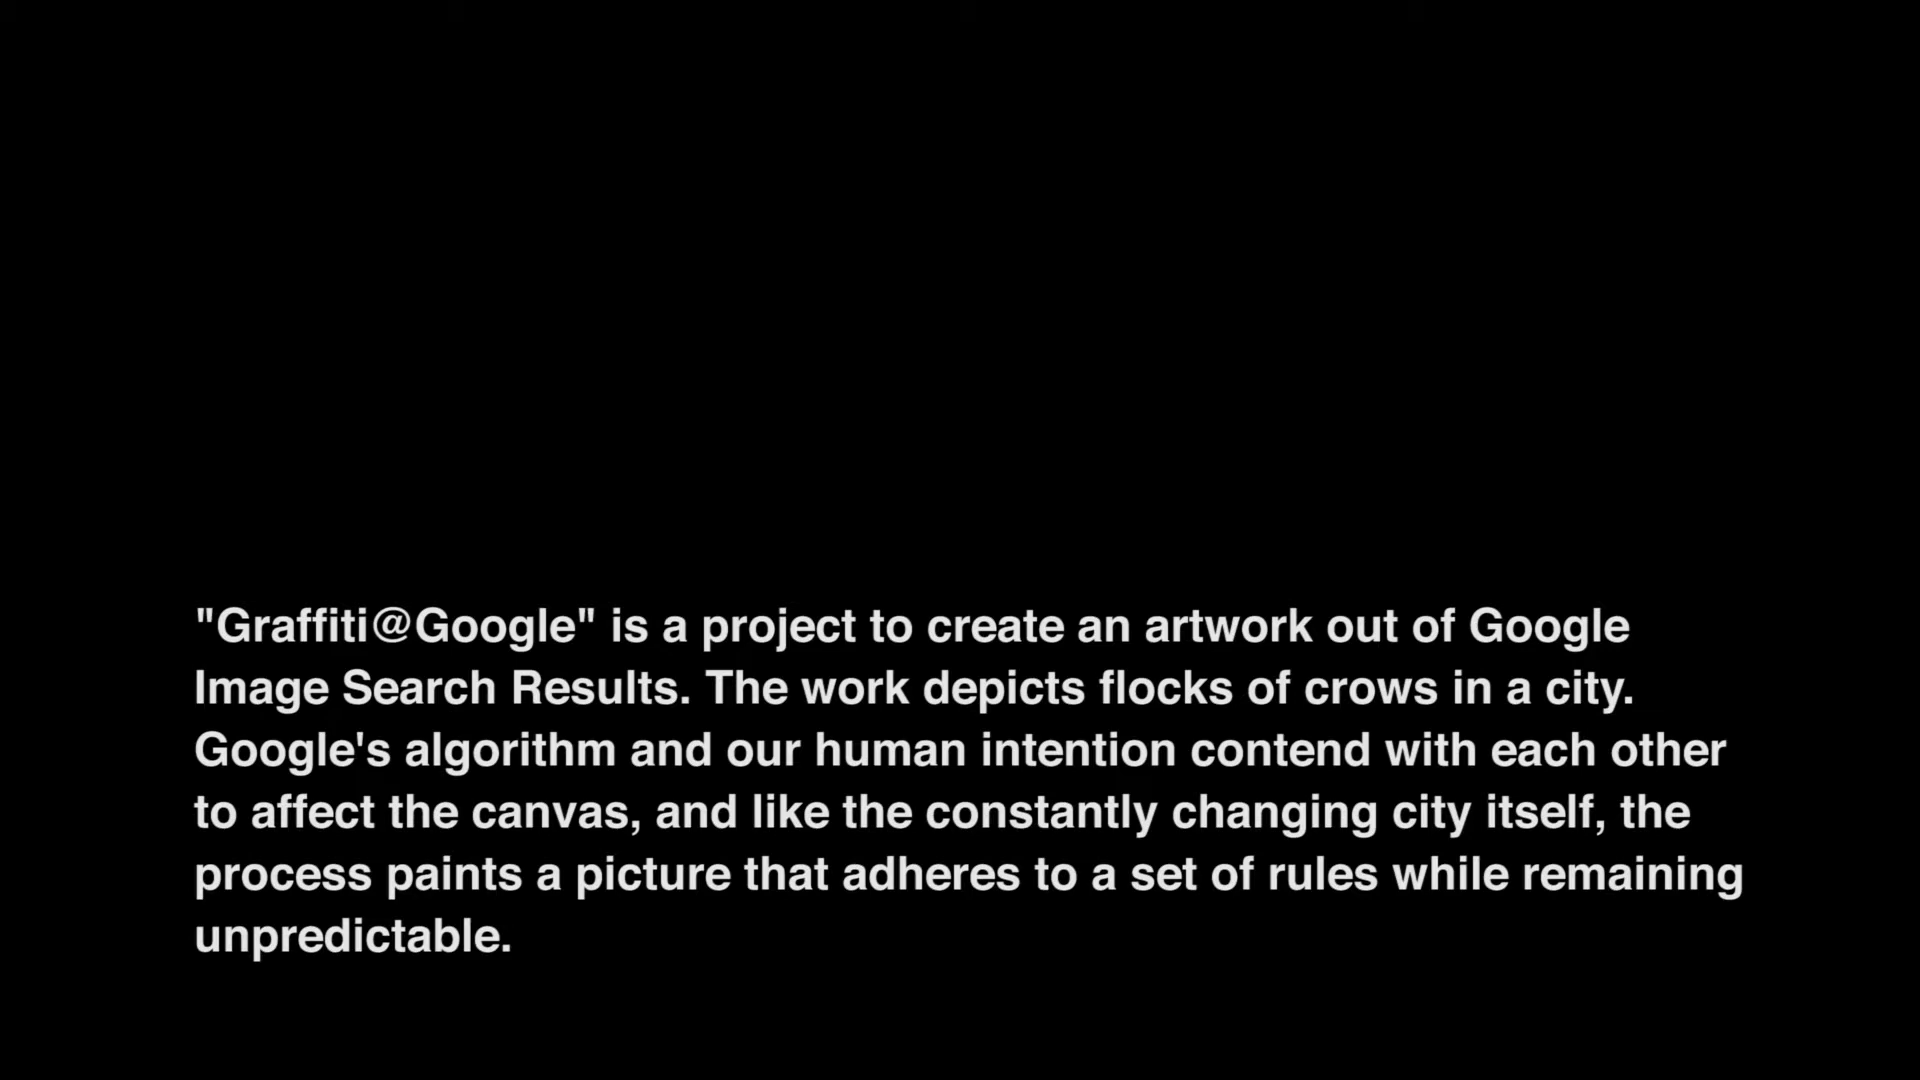 "Graffiti@Google" is a project to create an artwork out of Google
Image Search Results. The work depicts flocks of crows in a city.
Google's algorithm and our human intention contend with each other
to affect the canvas, and like the constantly changing city itself, the
process paints a picture that adheres to a set of rules while remaining
unpredictable.